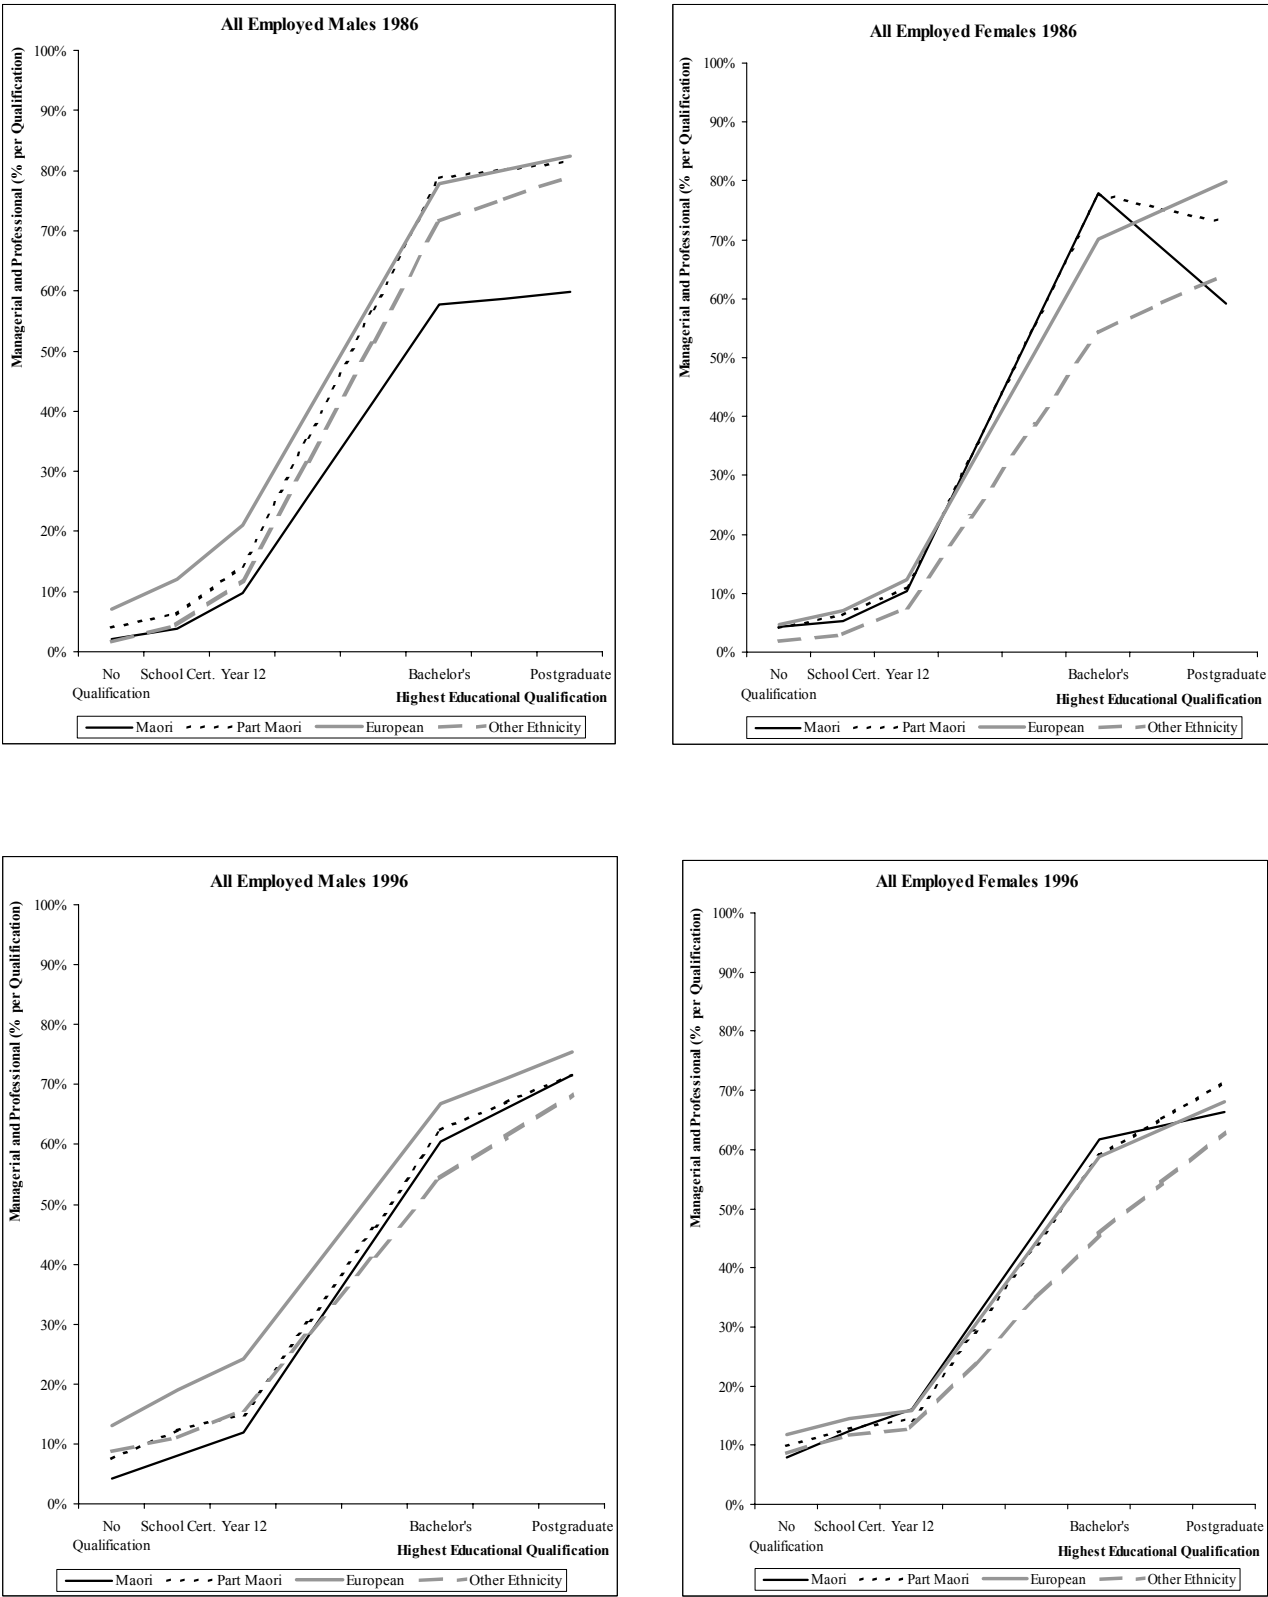 All Employed Males 1986
Managerial and Professional (% per Qualification)
100%
90%
80%
70%
60%
50%
40%
30%
20%
10%
0%
No School Cert. Year 12 Bachelor's Postgraduate
Qualification
Highest Educational Qualification
Maori Part Maori European Other Ethnicity
All Employed Females 1986
Managerial and Professional (% per Qualification)
100%
90%
80%
70%
60%
50%
40%
30%
20%
10%
0%
No School Cert. Year 12 Bachelor's Postgraduate
Qualification
Highest Educational Qualification
Maori Part Maori European Other Ethnicity
All Employed Males 1996
Managerial and Professional (% per Qualification)
100%
90%
80%
70%
60%
50%
40%
30%
20%
10%
0%
No School Cert. Year 12 Bachelor's Postgraduate
Qualification
Highest Educational Qualification
Maori Part Maori European Other Ethnicity
All Employed Females 1996
Managerial and Professional (% per Qualification)
100%
90%
80%
70%
60%
50%
40%
30%
20%
10%
0%
No School Cert. Year 12 Bachelor's Postgraduate
Qualification
Highest Educational Qualification
Maori Part Maori European Other Ethnicity